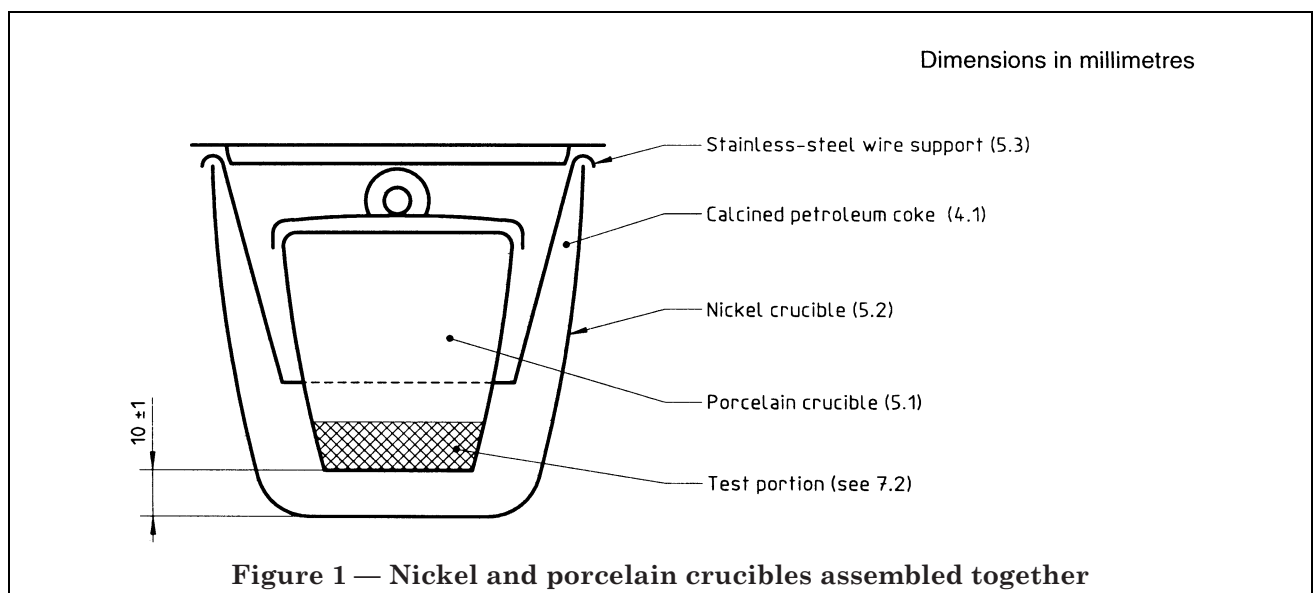 Dimensions in millimetres
Stainless-steel wire support (5.3)
Calcined petroleum coke (4.1)
Nickel crucible (5.2)
Porcelain crucible (5.1)
10 ±1
Test portion (see 7.2)
Figure 1 — Nickel and porcelain crucibles assembled together